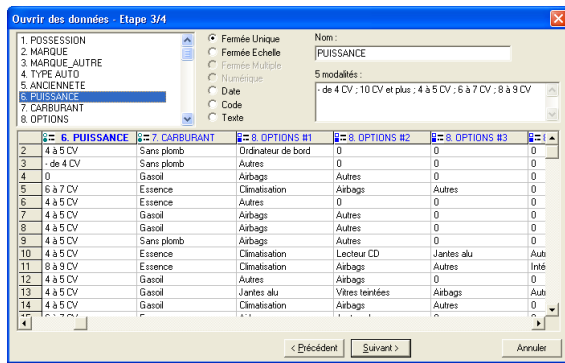 Ouvrir des données - Etape 3/4
1. POSSESSION
2. MARQUE
3. MARQUE_AUTRE
4. TYPE AUTO
5. ANCIENNETE
6. PUISSANCE
7. CARBURANT
8. OPTIONS
Fermée Unique
Fermée Echelle
Fermée Multiple
Numérique
Date
Code
Texte
Nom :
PUISSANCE
5 modalités :
- de 4 CV ; 10 CV et plus ; 4 à 5 CV ; 6 à 7 CV ; 8 à 9 CV
6. PUISSANCE 7. CARBURANT 8. OPTIONS #1 8. OPTIONS #2 8. OPTIONS #3
2 4 à 5 CV Sans plomb Ordinateur de bord 0 0 0
3 - de 4 CV Sans plomb Autres 0 0 0
4 0 Gasoil Airbags Autres 0 0
5 6 à 7 CV Essence Climatisation Airbags Autres 0
6 4 à 5 CV Essence Autres 0 0 0
7 4 à 5 CV Gasoil Airbags Autres 0 0
8 4 à 5 CV Gasoil Airbags Autres 0 0
9 4 à 5 CV Sans plomb Airbags Autres 0 0
10 4 à 5 CV Essence Climatisation Lecteur CD Jantes alu Aut
11 8 à 9 CV Essence Climatisation Airbags Autres Inté
12 4 à 5 CV Gasoil Autres Airbags 0 0
13 4 à 5 CV Gasoil Jantes alu Vitres teintées Airbags Aut
14 4 à 5 CV Gasoil Climatisation Airbags Autres 0
< Précédent Suivant > Annuler